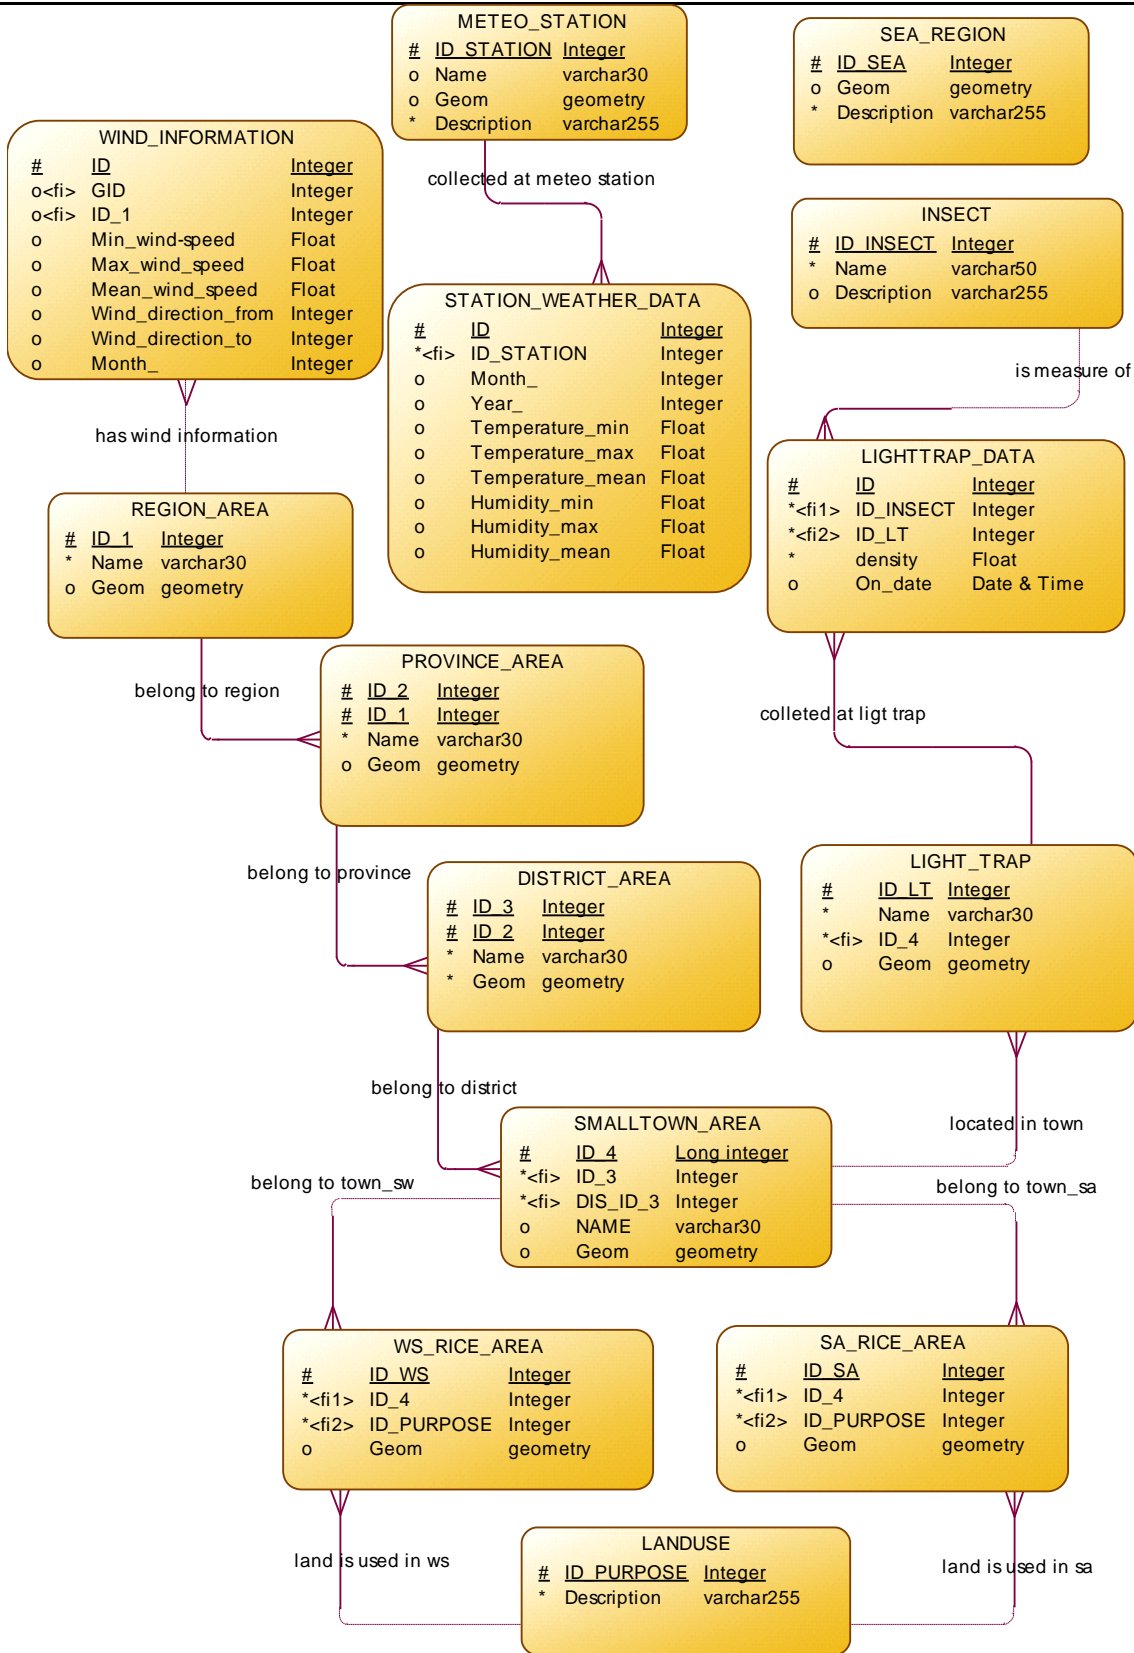 METEO_STATION
# ID_STATION Integer
o Name varchar30
o Geom geometry
* Description varchar255
SEA_REGION
# ID_SEA Integer
o Geom geometry
* Description varchar255
WIND_INFORMATION
# ID Integer
o<fi> GID Integer
o<fi> ID_1 Integer
o Min_wind-speed Float
o Max_wind_speed Float
o Mean_wind_speed Float
o Wind_direction_from Integer
o Wind_direction_to Integer
o Month_ Integer
collected at meteo station
INSECT
# ID_INSECT Integer
* Name varchar50
o Description varchar255
STATION_WEATHER_DATA
# ID Integer
*<fi> ID_STATION Integer
o Month_ Integer
o Year_ Integer
o Temperature_min Float
o Temperature_max Float
o Temperature_mean Float
o Humidity_min Float
o Humidity_max Float
o Humidity_mean Float
is measure of
has wind information
LIGHTTRAP_DATA
# ID Integer
*<fi1> ID_INSECT Integer
*<fi2> ID_LT Integer
* density Float
o On_date Date & Time
REGION_AREA
# ID_1 Integer
* Name varchar30
o Geom geometry
belong to region
PROVINCE_AREA
# ID_2 Integer
# ID_1 Integer
* Name varchar30
o Geom geometry
colleted at ligt trap
belong to province
DISTRICT_AREA
# ID_3 Integer
# ID_2 Integer
* Name varchar30
* Geom geometry
LIGHT_TRAP
# ID_LT Integer
* Name varchar30
*<fi> ID_4 Integer
o Geom geometry
belong to district
located in town
SMALLTOWN_AREA
# ID_4 Long integer
*<fi> ID_3 Integer
*<fi> DIS_ID_3 Integer
o NAME varchar30
o Geom geometry
belong to town_sw
belong to town_sa
WS_RICE_AREA
# ID_WS Integer
*<fi1> ID_4 Integer
*<fi2> ID_PURPOSE Integer
o Geom geometry
SA_RICE_AREA
# ID_SA Integer
*<fi1> ID_4 Integer
*<fi2> ID_PURPOSE Integer
o Geom geometry
land is used in ws
LANDUSE
# ID_PURPOSE Integer
* Description varchar255
land is used in sa